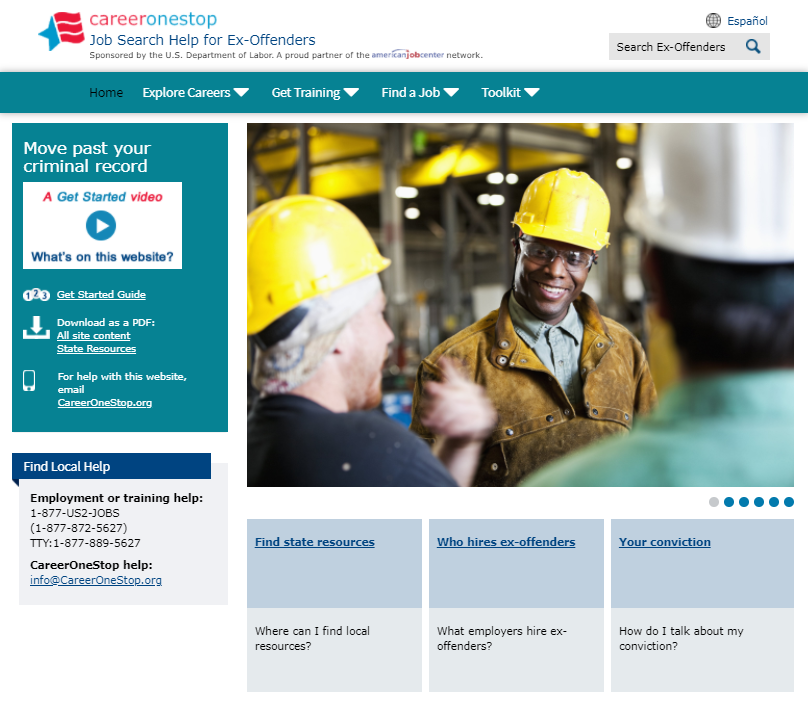 careeronestop
Job Search Help for Ex-Offenders
Sponsored by the U.S. Department of Labor. A proud partner of the americanjobcenter network.
Español
Search Ex-Offenders
Home
Explore Careers
Get Training
Find a Job
Toolkit
Move past your
criminal record
A Get Started video
What's on this website?
1 2 3 Get Started Guide
Download as a PDF:
All site content
State Resources
For help with this website,
email
CareerOneStop.org
Find Local Help
Employment or training help:
1-877-US2-JOBS
(1-877-872-5627)
TTY:1-877-889-5627
CareerOneStop help:
info@CareerOneStop.org
Find state resources
Where can I find local
resources?
Who hires ex-offenders
What employers hire ex-
offenders?
Your conviction
How do I talk about my
conviction?